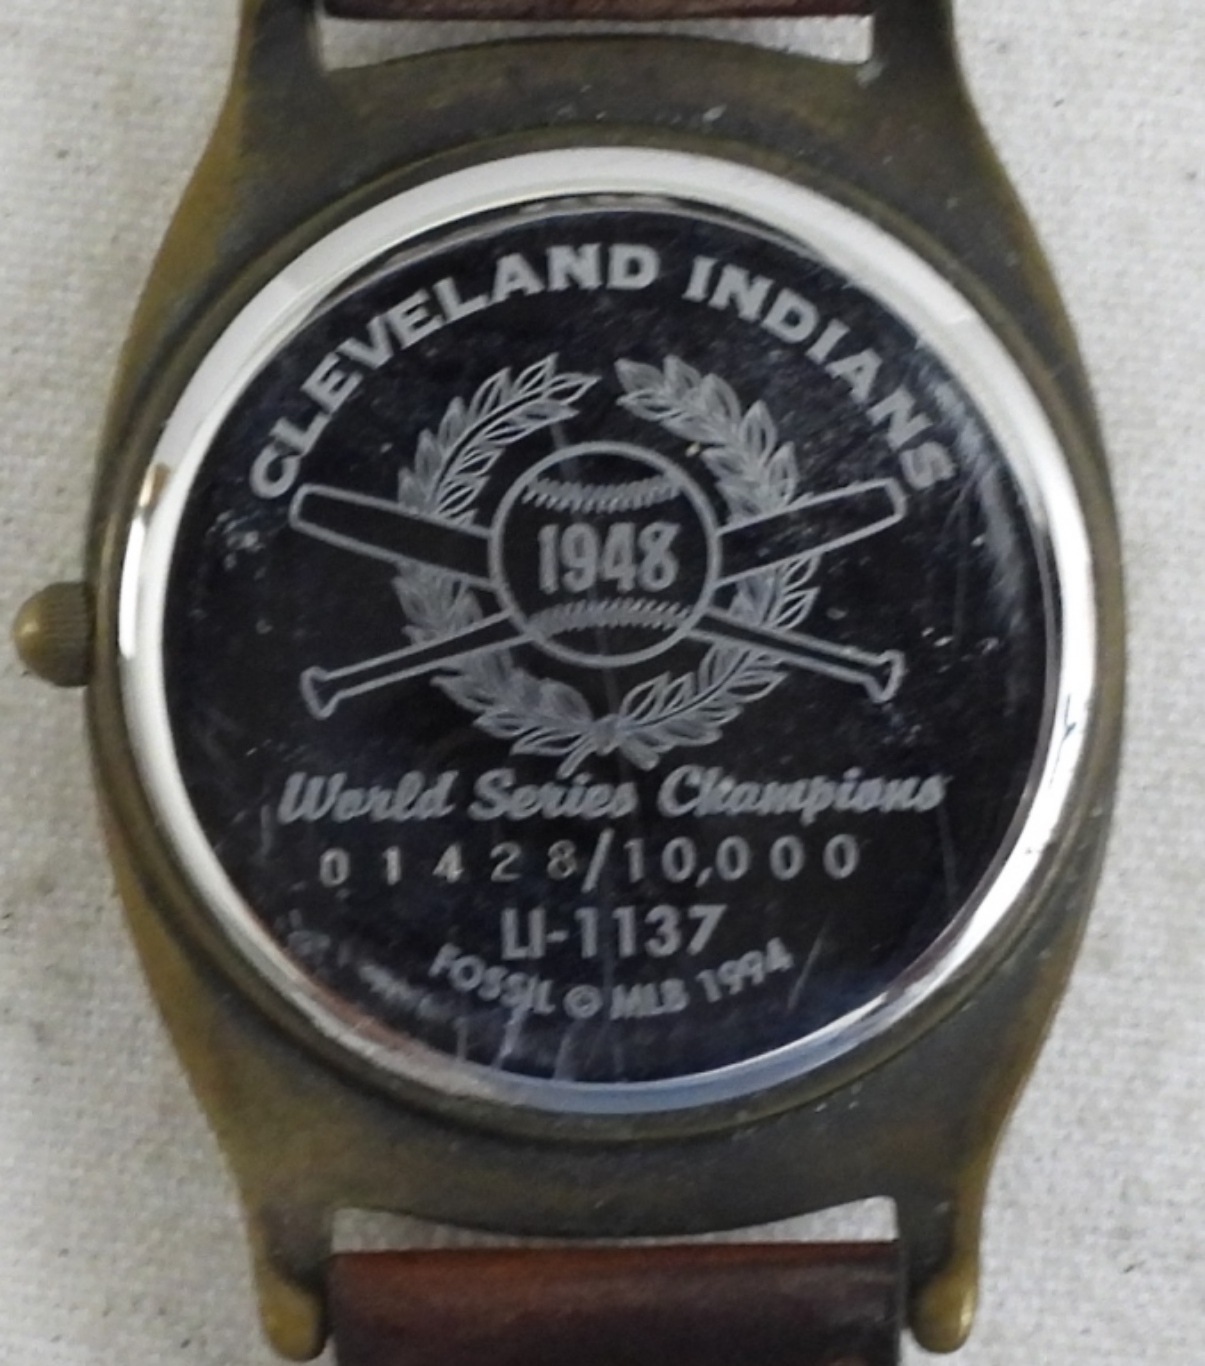 CLEVELAND INDIANS
1948
World Series Champions
01428/10,000
LI-1137
FOSSIL © MLB 1994